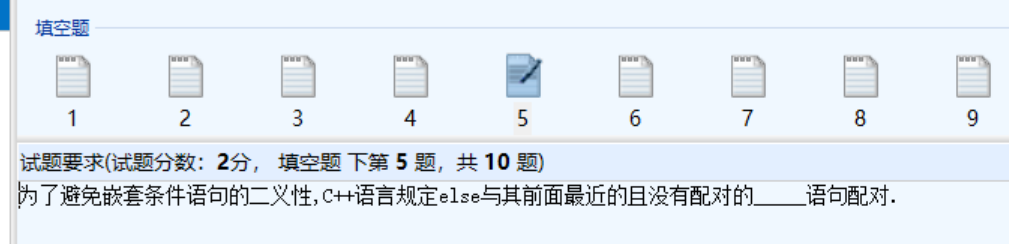 填空题
1 2 3 4 5 6 7 8 9
试题要求(试题分数：2分， 填空题 下第 5 题，共 10 题)
为了避免嵌套条件语句的二义性,C++语言规定else与其前面最近的且没有配对的_____语句配对.